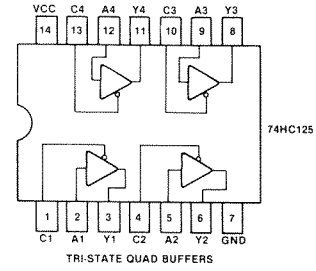 VCC C4 A4 Y4 C3 A3 Y3
14 13 12 11 10 9 8
74HC125
1 2 3 4 5 6 7
C1 A1 Y1 C2 A2 Y2 GND
TRI-STATE QUAD BUFFERS